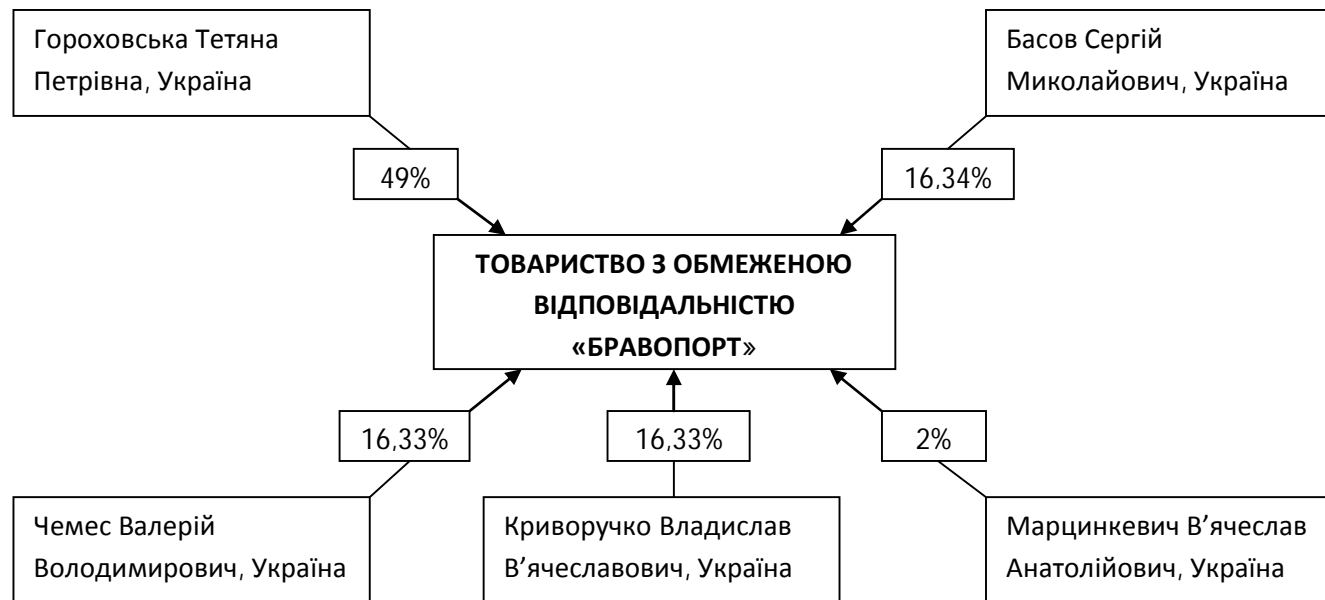 Гороховська Тетяна
Петрівна, Україна
Басов Сергій
Миколайович, Україна
49%
16,34%
ТОВАРИСТВО З ОБМЕЖЕНОЮ
ВІДПОВІДАЛЬНІСТЮ
«БРАВОПОРТ»
16,33%
16,33%
2%
Чемес Валерій
Володимирович, Україна
Криворучко Владислав
В’ячеславович, Україна
Марцинкевич В’ячеслав
Анатолійович, Україна